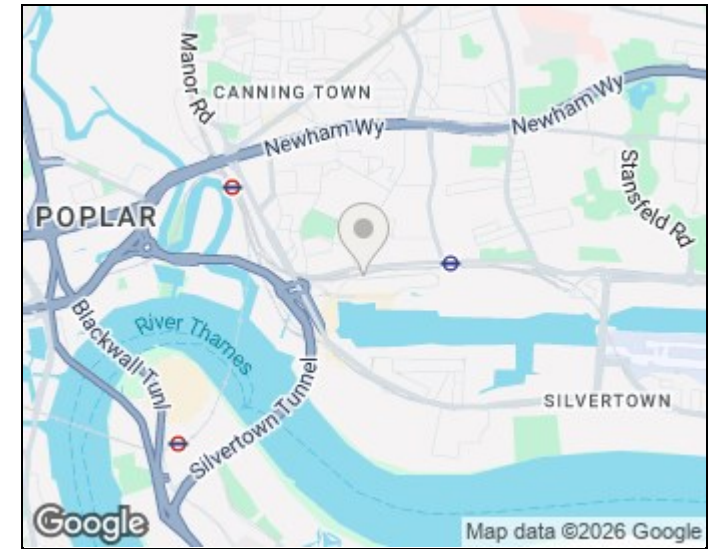 Manor Rd
CANNING TOWN
Newham Wy
Newham Wy
Stansfeld Rd
POPLAR
Blackwall Tunl
River Thames
Silvertown Tunnel
SILVERTOWN
Google
Map data ©2026 Google